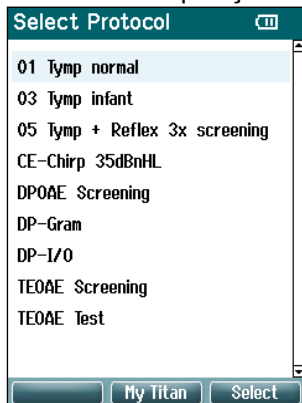 Select Protocol
01 Tymp normal
03 Tymp infant
05 Tymp + Reflex 3x screening
CE-Chirp 35dBnHL
DPOAE Screening
DP-Gram
DP-I/O
TEOAE Screening
TEOAE Test
My Titan Select